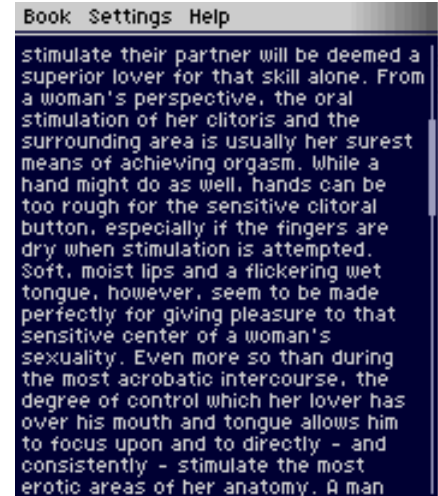 Book Settings Help
stimulate their partner will be deemed a
superior lover for that skill alone. From
a woman's perspective, the oral
stimulation of her clitoris and the
surrounding area is usually her surest
means of achieving orgasm. While a
hand might do as well, hands can be
too rough for the sensitive clitoral
button, especially if the fingers are
dry when stimulation is attempted.
Soft, moist lips and a flickering wet
tongue, however, seem to be made
perfectly for giving pleasure to that
sensitive center of a woman's
sexuality. Even more so than during
the most acrobatic intercourse, the
degree of control which her lover has
over his mouth and tongue allows him
to focus upon and to directly - and
consistently - stimulate the most
erotic areas of her anatomy. A man